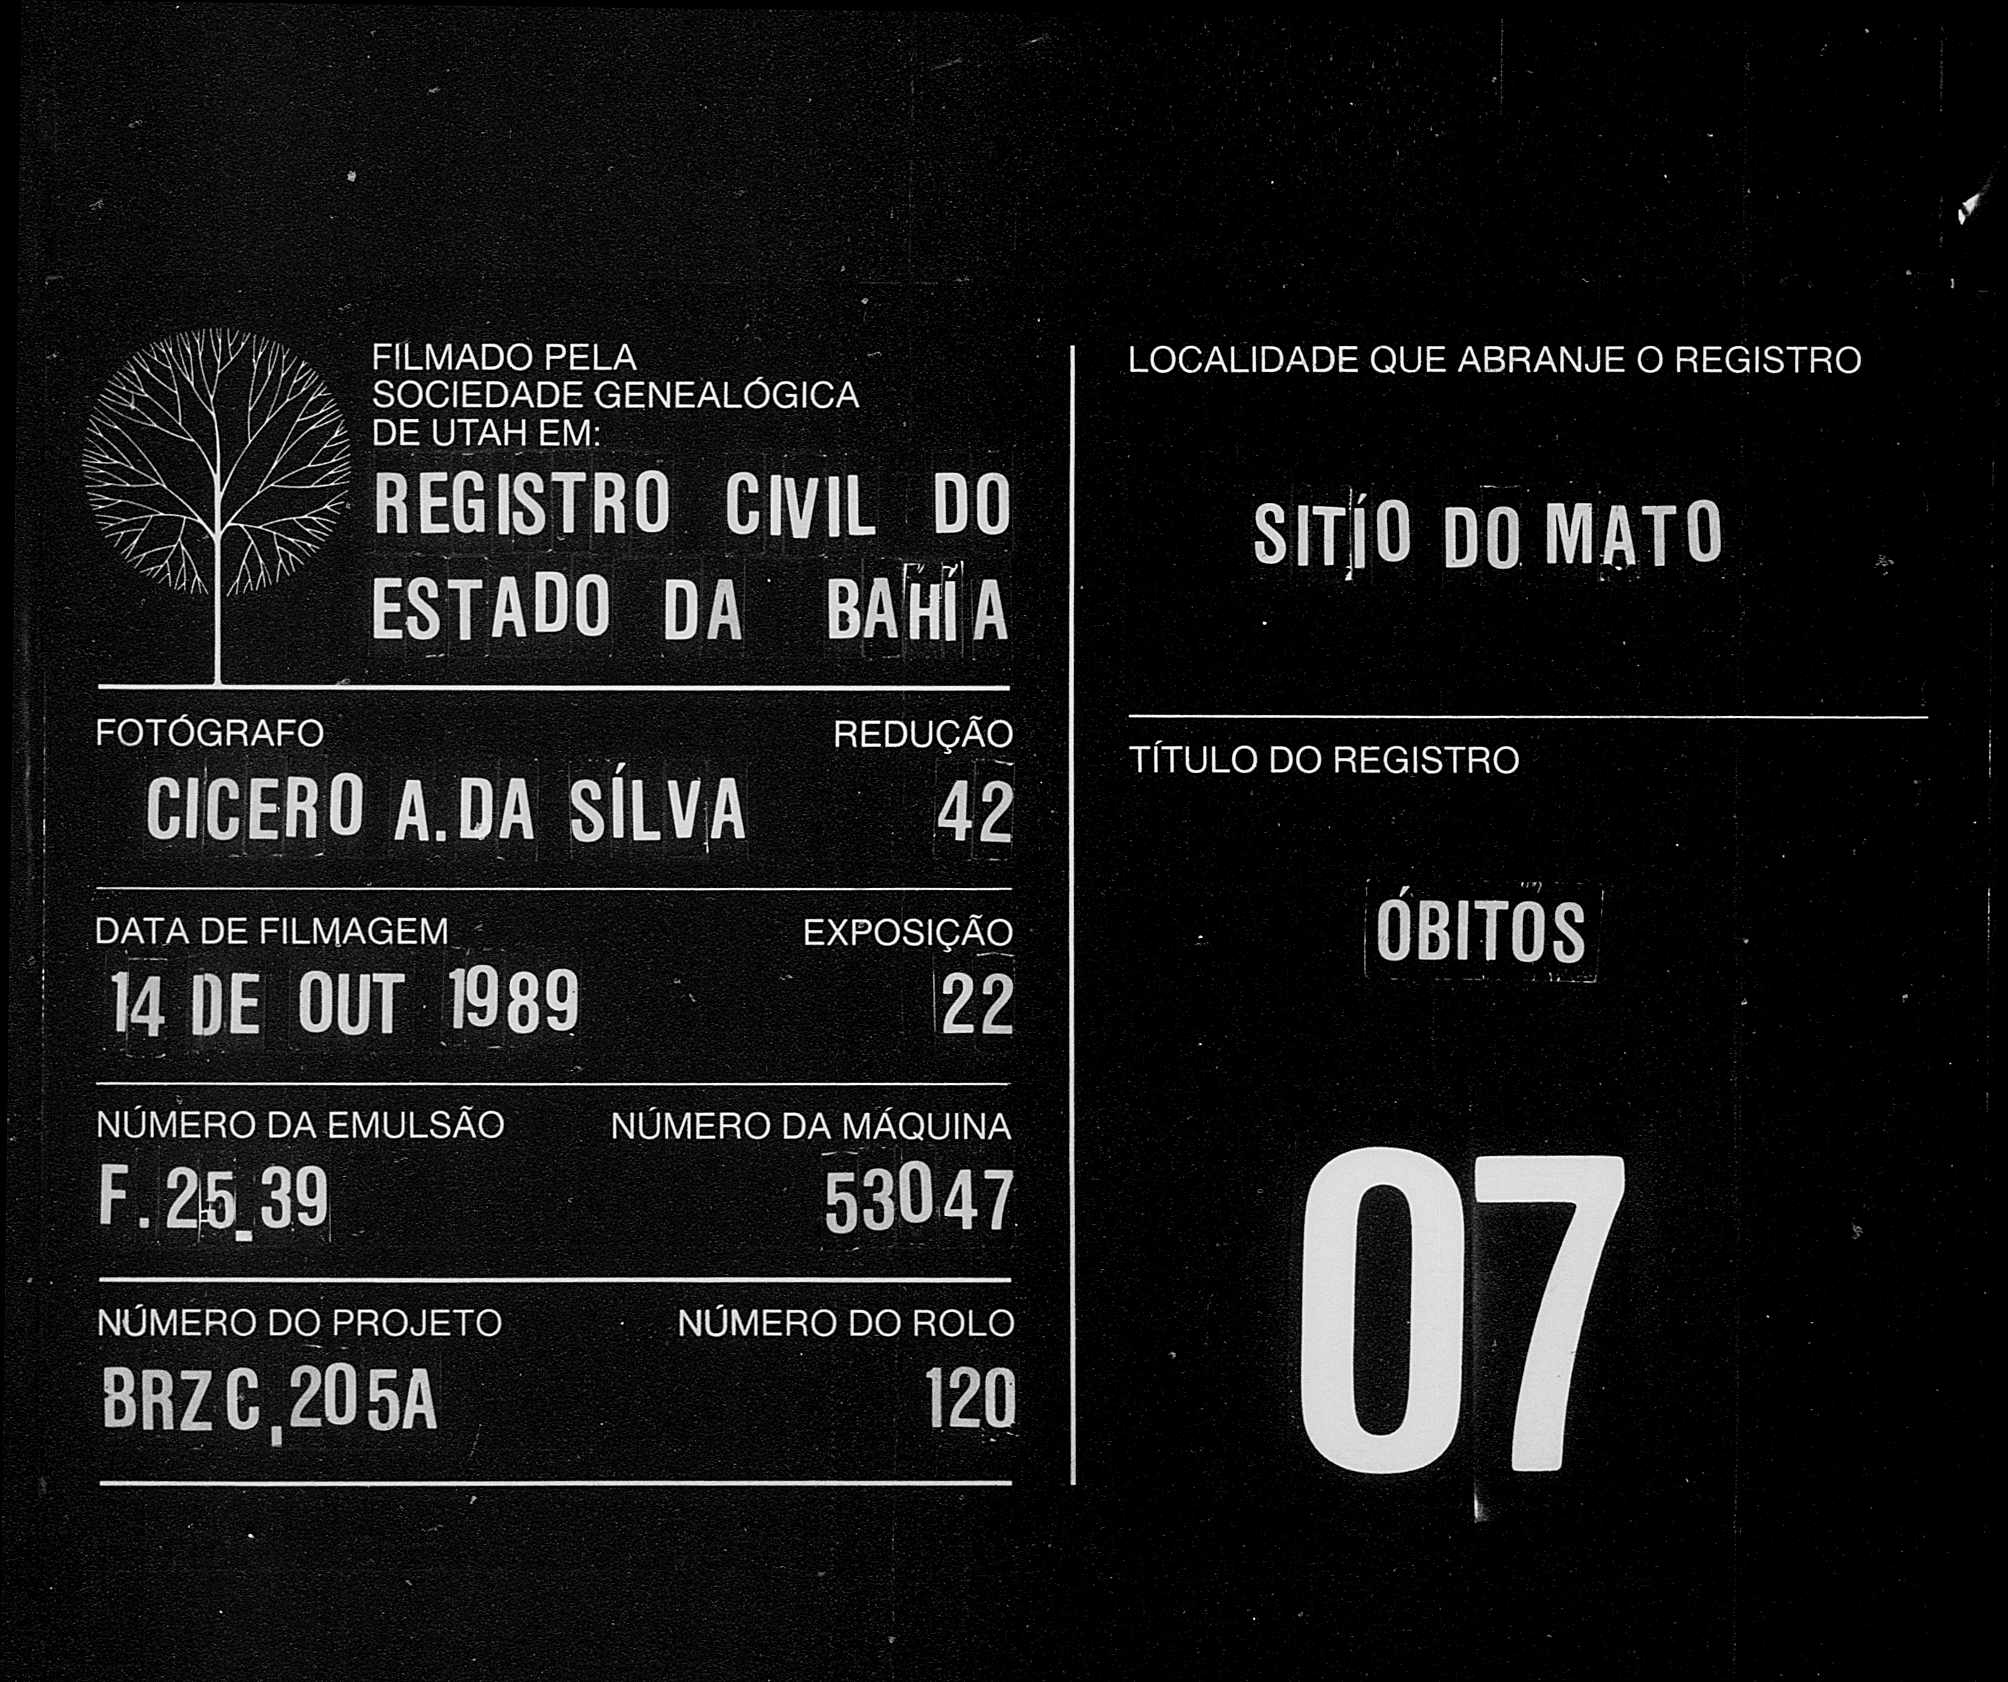 FILMADO PELA
SOCIEDADE GENEALÓGICA
DE UTAH EM:
REGISTRO CIVIL DO
ESTADO DA BAHÍA
FOTÓGRAFO
REDUÇÃO
CICERO A. DA SÍLVA
42
DATA DE FILMAGEM
EXPOSIÇÃO
14 DE OUT 1989
22
NÚMERO DA EMULSÃO
NÚMERO DA MÁQUINA
F. 25.39
53047
NÚMERO DO PROJETO
NÚMERO DO ROLO
BRZ C,205A
120
LOCALIDADE QUE ABRANJE O REGISTRO
SITÍO DO MATO
TÍTULO DO REGISTRO
ÓBITOS
07